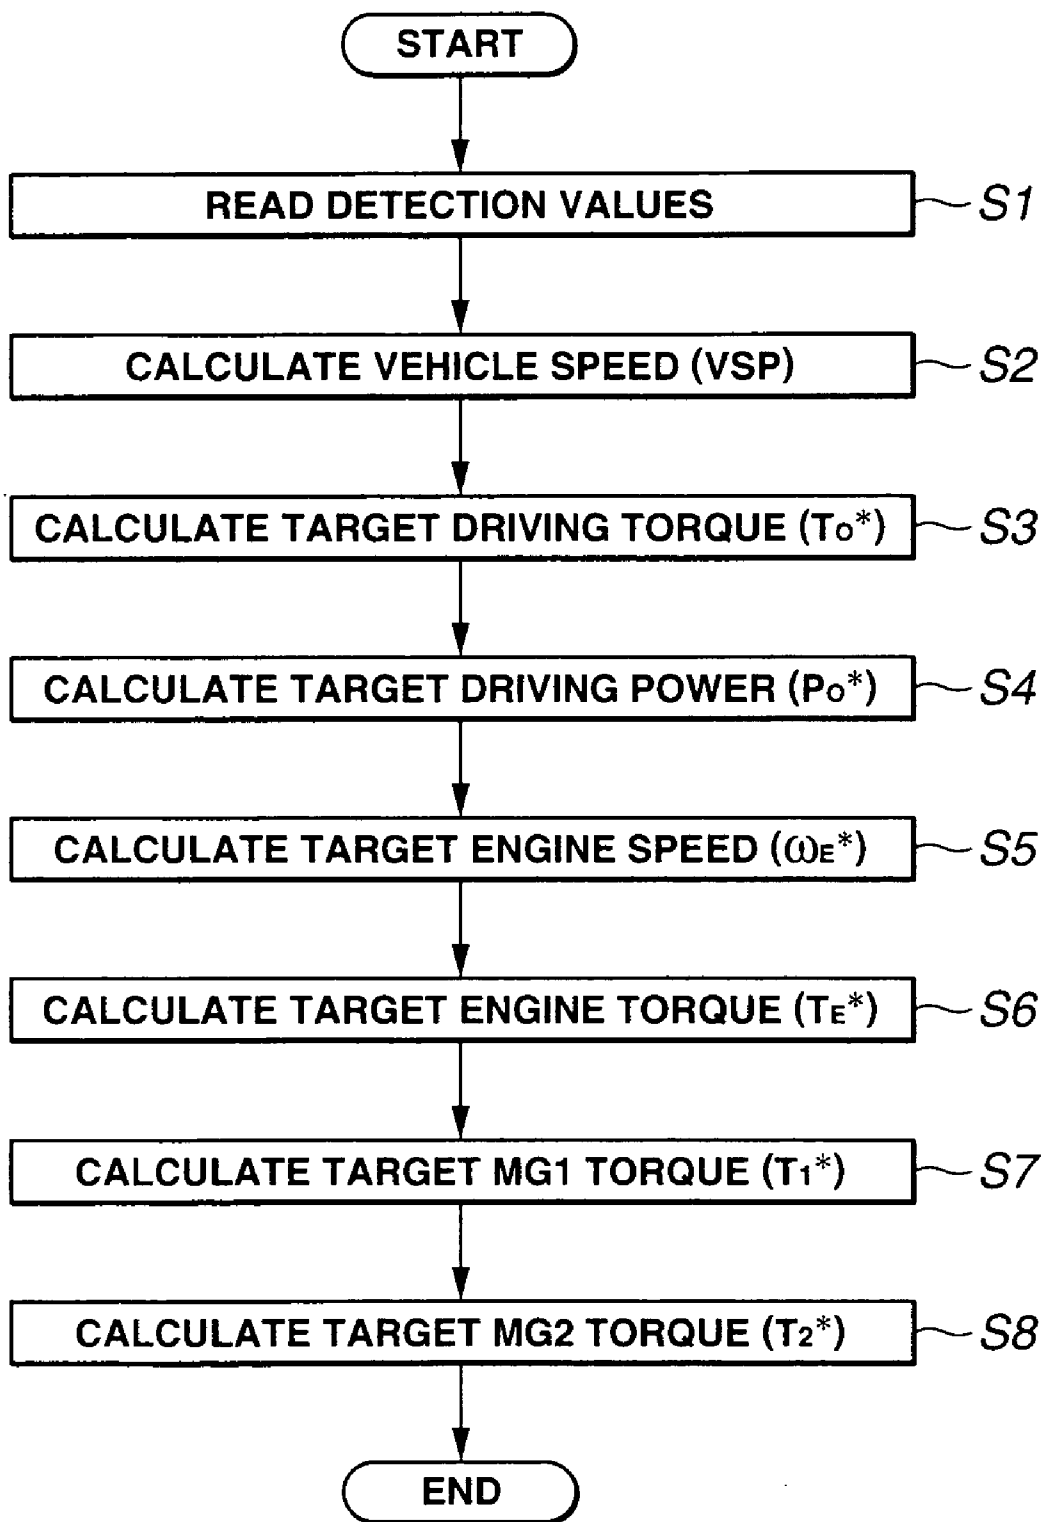 START
READ DETECTION VALUES
S1
CALCULATE VEHICLE SPEED (VSP)
S2
CALCULATE TARGET DRIVING TORQUE (To*)
S3
CALCULATE TARGET DRIVING POWER (Po*)
S4
CALCULATE TARGET ENGINE SPEED (ωE*)
S5
CALCULATE TARGET ENGINE TORQUE (TE*)
S6
CALCULATE TARGET MG1 TORQUE (T1*)
S7
CALCULATE TARGET MG2 TORQUE (T2*)
S8
END